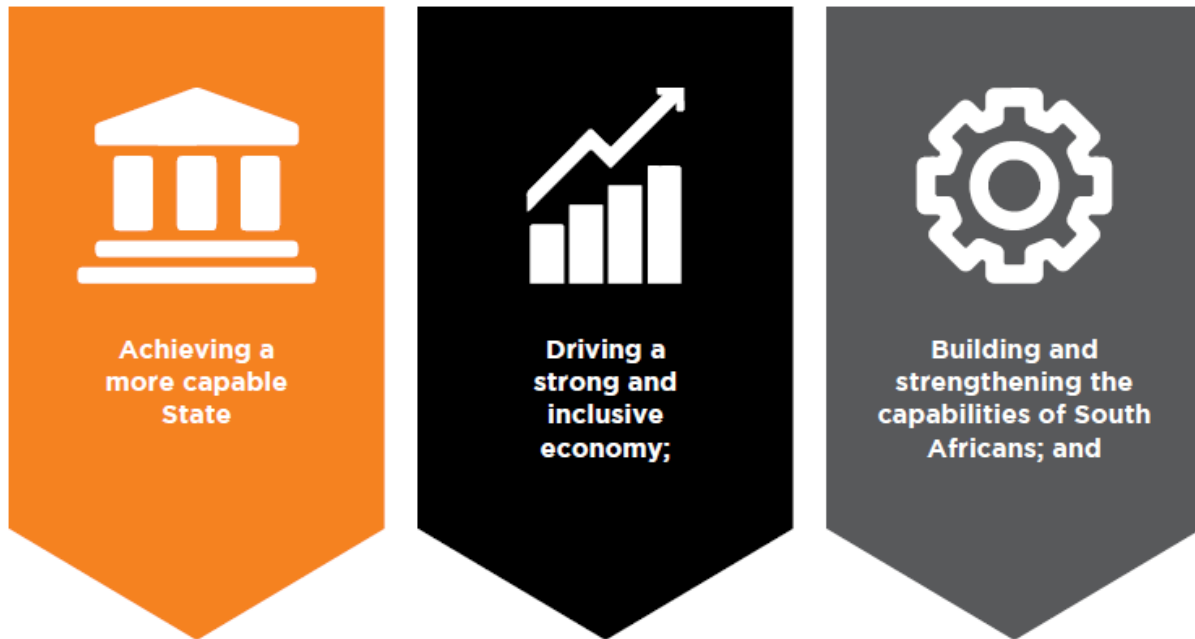 Achieving a
more capable
State
Driving a
strong and
inclusive
economy;
Building and
strengthening the
capabilities of South
Africans; and